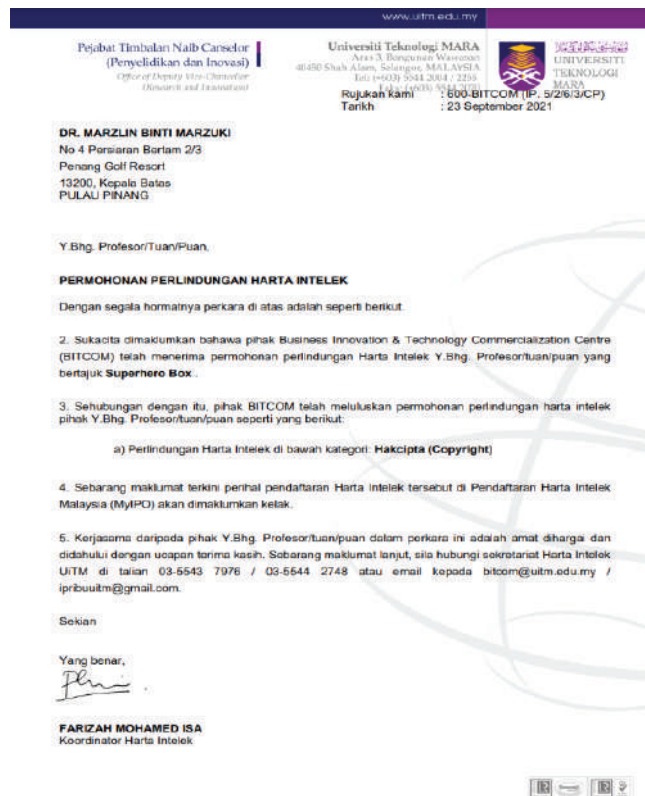 www.uitm.edu.my
Pejabat Timbalan Naib Canselor
(Penyelidikan dan Inovasi)
Office of Deputy Vice-Chancellor
(Research and Innovation)
Universiti Teknologi MARA
Aras 3, Bangunan Wawasan
40450 Shah Alam, Selangor, MALAYSIA
Tel: (+603) 5544 2004 / 2255
UNIVERSITI
TEKNOLOGI
MARA
Rujukan kami : 600-BITCOM (IP. 5/2/6/3/CP)
Tarikh : 23 September 2021
DR. MARZLIN BINTI MARZUKI
No 4 Persiaran Bertam 2/3
Penang Golf Resort
13200, Kepala Batas
PULAU PINANG
Y.Bhg. Profesor/Tuan/Puan,
PERMOHONAN PERLINDUNGAN HARTA INTELEK
Dengan segala hormatnya perkara di atas adalah seperti berikut.
2. Sukacita dimaklumkan bahawa pihak Business Innovation & Technology Commercialization Centre
(BITCOM) telah menerima permohonan perlindungan Harta Intelek Y.Bhg. Profesor/tuan/puan yang
bertajuk Superhero Box .
3. Sehubungan dengan itu, pihak BITCOM telah meluluskan permohonan perlindungan harta intelek
pihak Y.Bhg. Profesor/tuan/puan seperti yang berikut:
a) Perlindungan Harta Intelek di bawah kategori: Hakcipta (Copyright)
4. Sebarang maklumat terkini perihal pendaftaran Harta Intelek tersebut di Pendaftaran Harta Intelek
Malaysia (MyIPO) akan dimaklumkan kelak.
5. Kerjasama daripada pihak Y.Bhg. Profesor/tuan/puan dalam perkara ini adalah amat dihargai dan
didahului dengan ucapan terima kasih. Sebarang maklumat lanjut, sila hubungi sekretariat Harta Intelek
UiTM di talian 03-5543 7976 / 03-5544 2748 atau email kepada bitcom@uitm.edu.my /
ipribuuitm@gmail.com.
Sekian
Yang benar,
FARIZAH MOHAMED ISA
Koordinator Harta Intelek